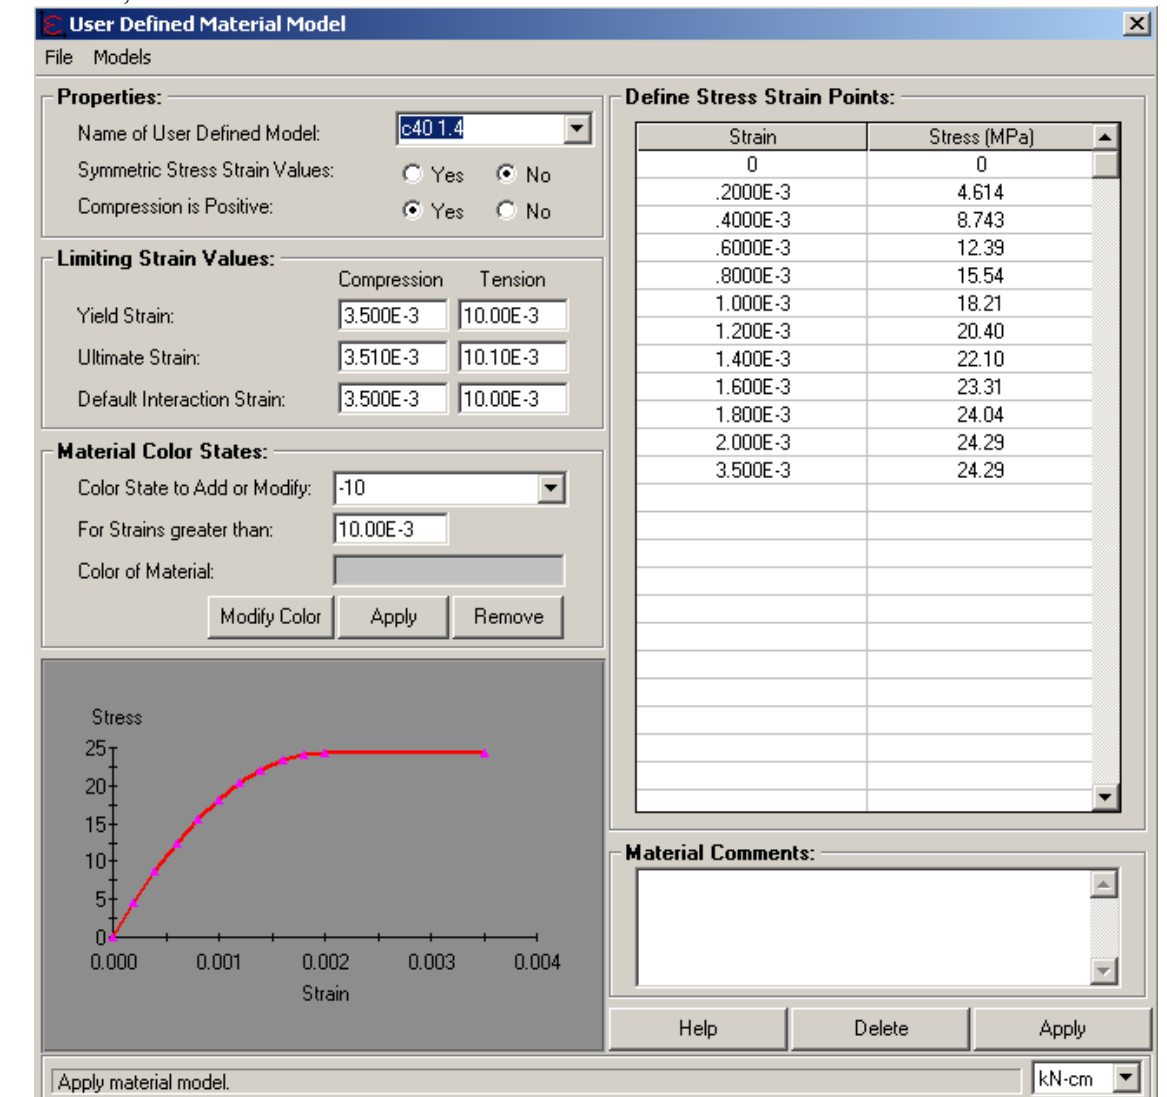 User Defined Material Model
File Models
Properties:
Name of User Defined Model: c40 1.4
Symmetric Stress Strain Values: Yes No
Compression is Positive: Yes No
Limiting Strain Values:
Compression Tension
Yield Strain: 3.500E-3 10.00E-3
Ultimate Strain: 3.510E-3 10.10E-3
Default Interaction Strain: 3.500E-3 10.00E-3
Material Color States:
Color State to Add or Modify: -10
For Strains greater than: 10.00E-3
Color of Material:
Modify Color Apply Remove
Stress
25
20
15
10
5
0
0.000 0.001 0.002 0.003 0.004
Strain
Define Stress Strain Points:
Strain Stress (MPa)
0 0
.2000E-3 4.614
.4000E-3 8.743
.6000E-3 12.39
.8000E-3 15.54
1.000E-3 18.21
1.200E-3 20.40
1.400E-3 22.10
1.600E-3 23.31
1.800E-3 24.04
2.000E-3 24.29
3.500E-3 24.29
Material Comments:
Help Delete Apply
Apply material model. kN-cm